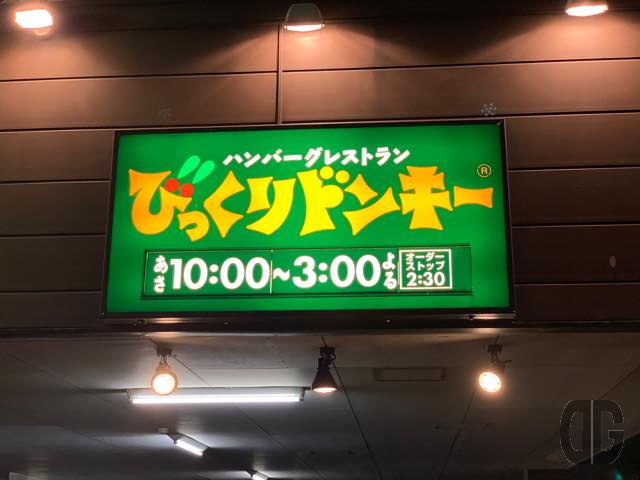 ハンバーグレストラン
びっくりドンキー®
あさ10:00~3:00よる
オーダー
ストップ
2:30
DG